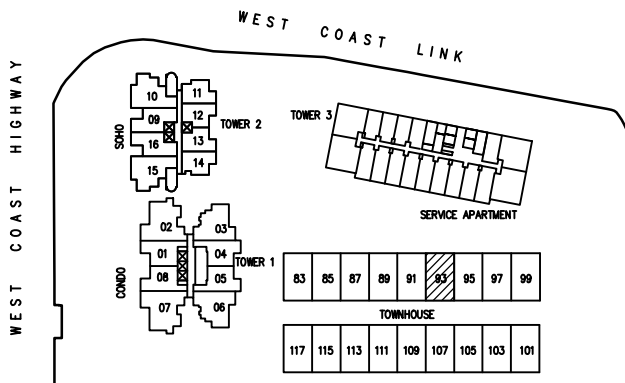 WEST COAST LINK
WEST COAST HIGHWAY
10 11
09 12
SOHO
TOWER 2
16 13
15 14
TOWER 3
SERVICE APARTMENT
02 03
01 04
TOWER 1
08 05
CONDO
07 06
83 85 87 89 91 93 95 97 99
TOWNHOUSE
117 115 113 111 109 107 105 103 101